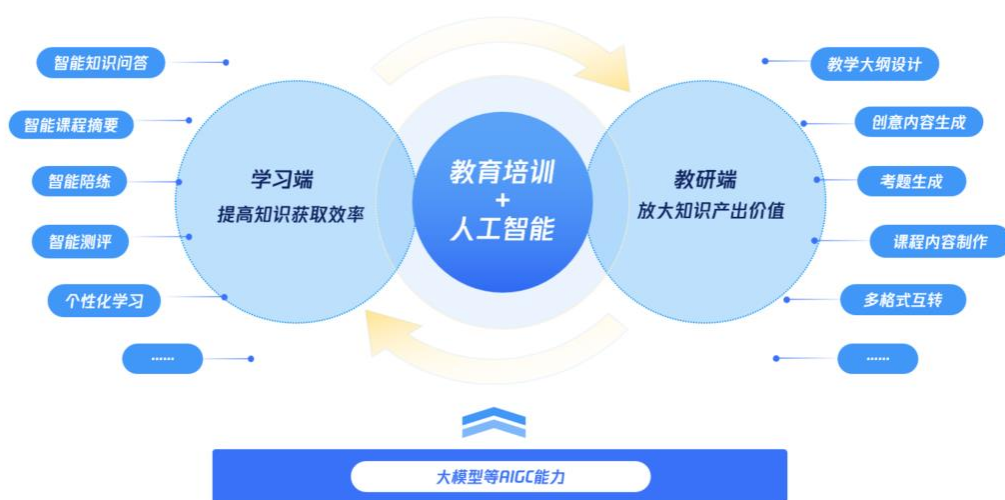 智能知识问答
智能课程摘要
智能陪练
智能测评
个性化学习
……
学习端
提高知识获取效率
教育培训
+
人工智能
教研端
放大知识产出价值
教学大纲设计
创意内容生成
考题生成
课程内容制作
多格式互转
……
大模型等AIGC能力